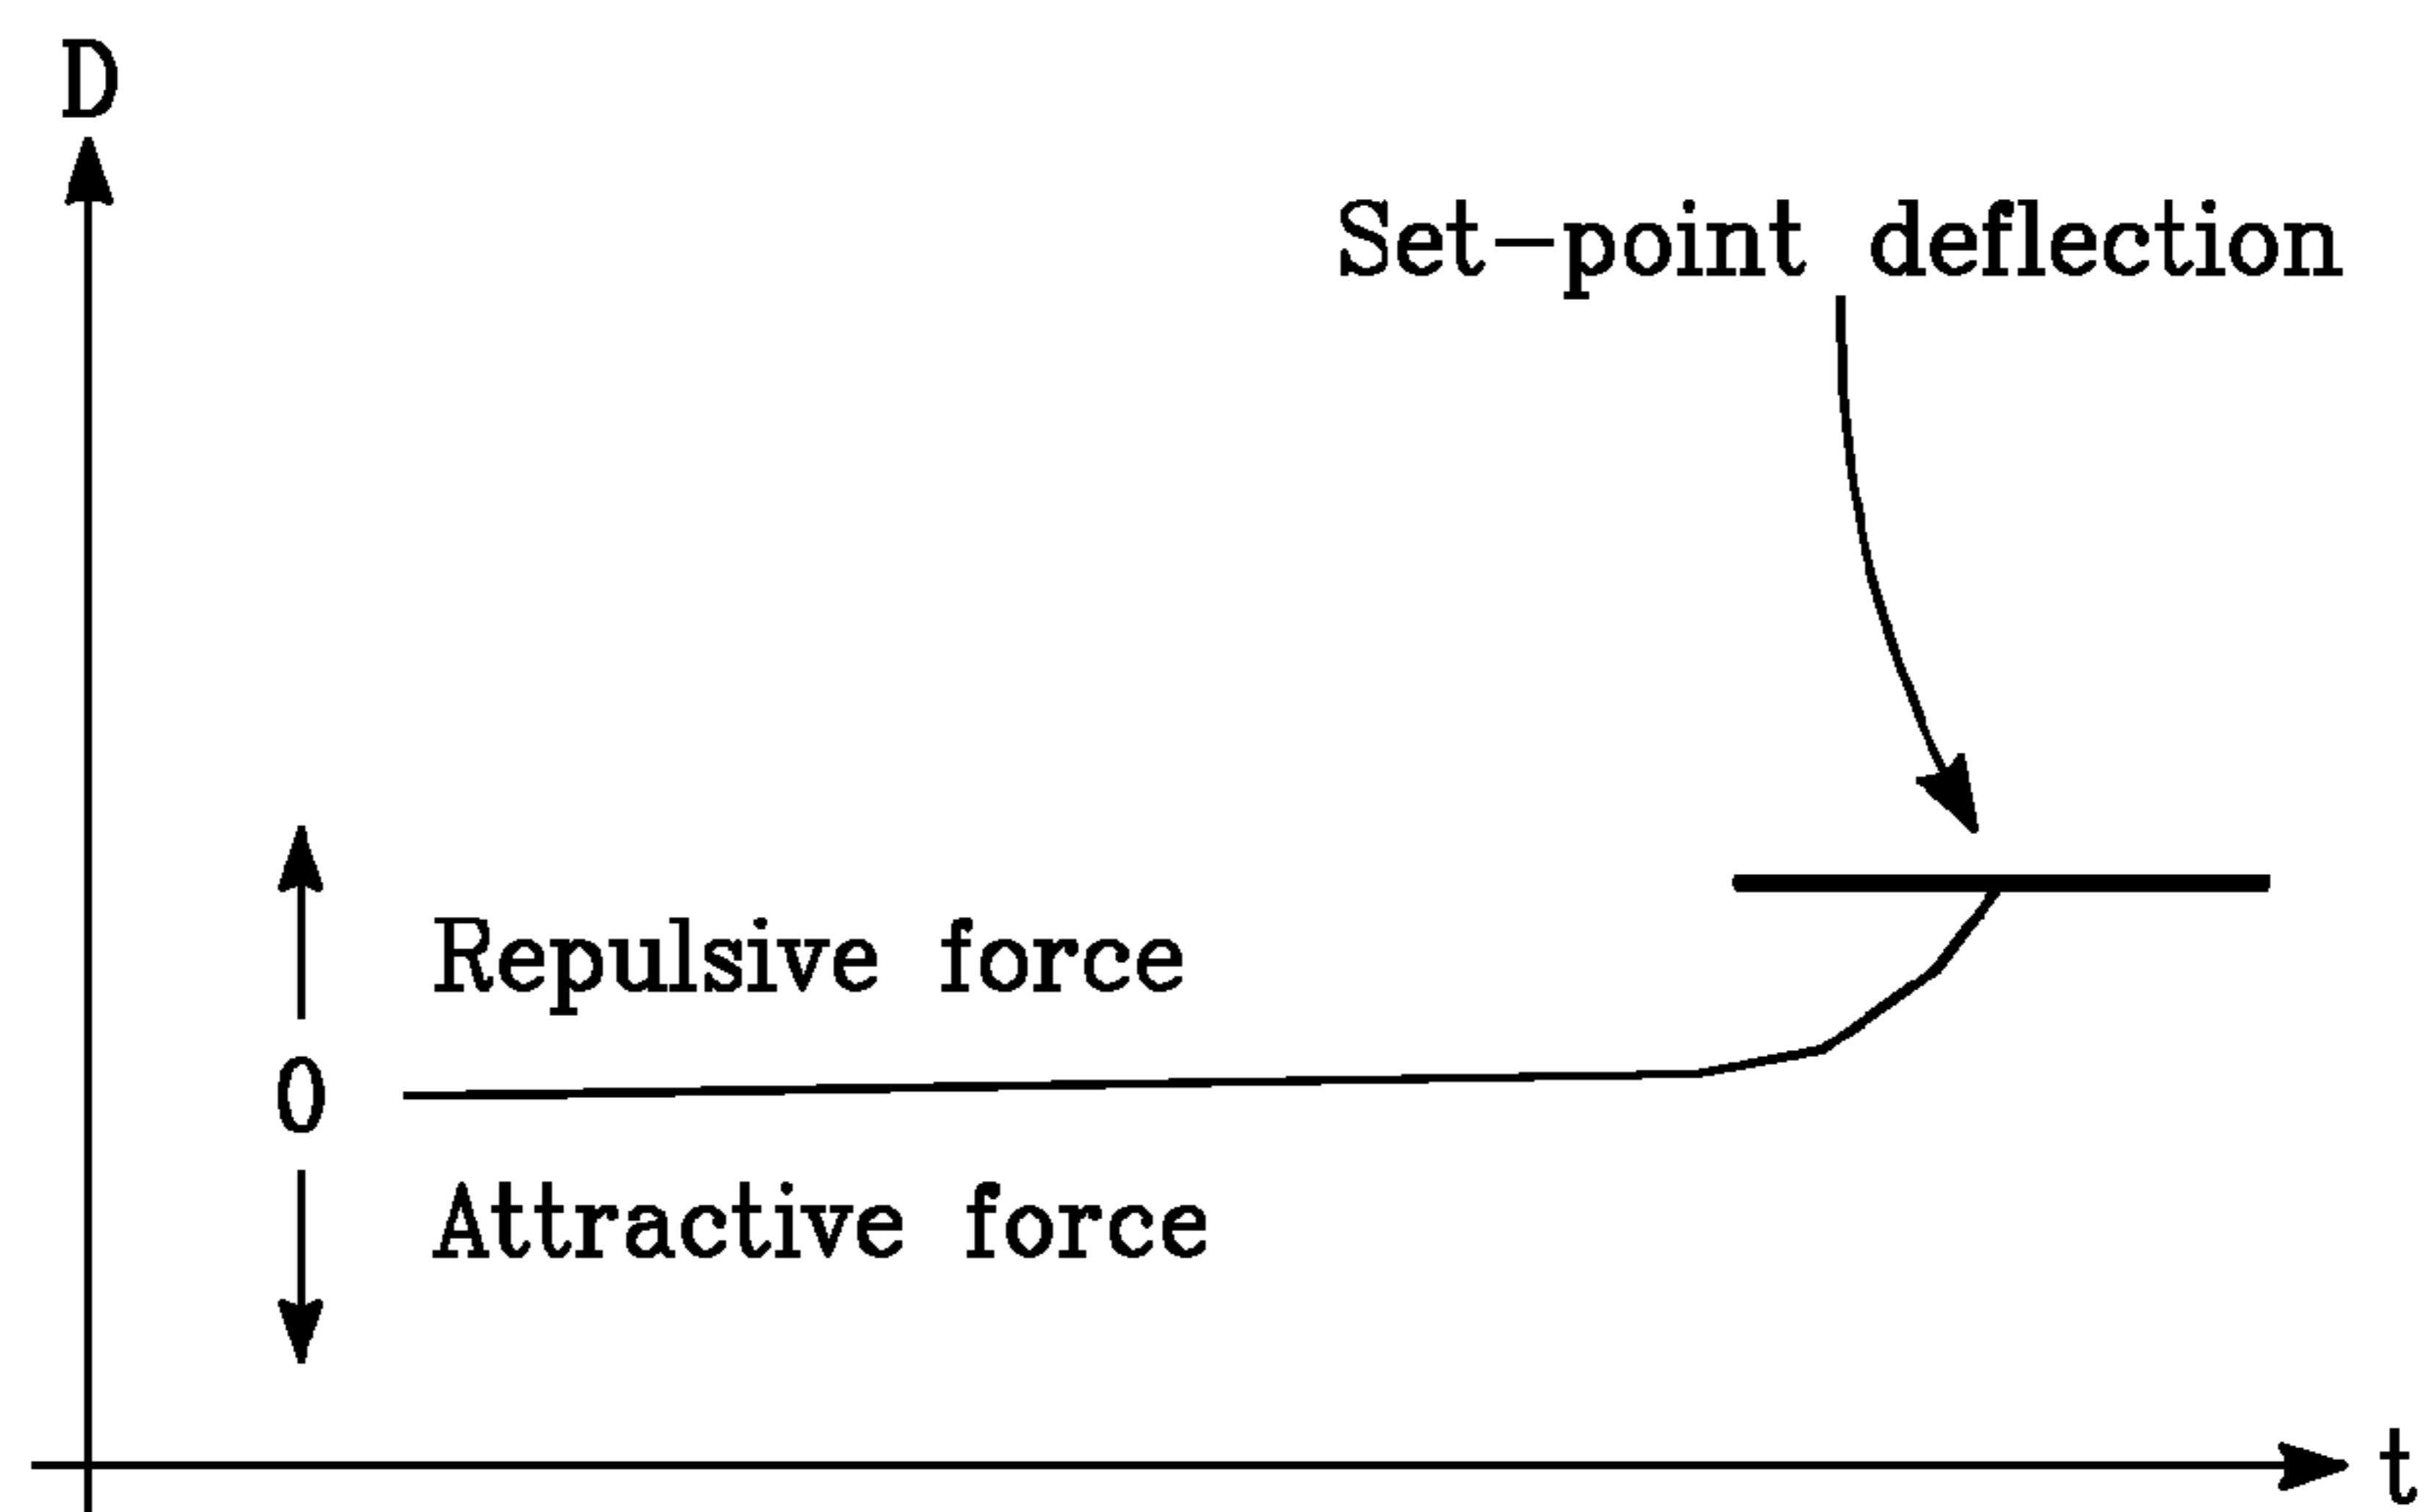 D
Set-point deflection
Repulsive force
0
Attractive force
t